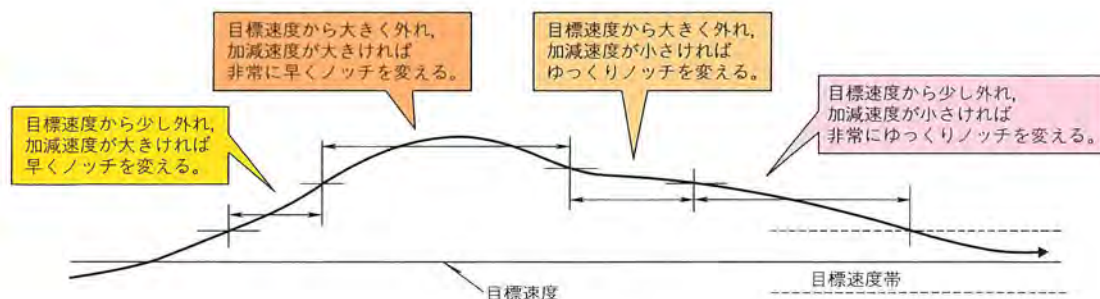 目標速度から少し外れ,
加減速度が大きければ
早くノッチを変える。
目標速度から大きく外れ,
加減速度が大きければ
非常に早くノッチを変える。
目標速度から大きく外れ,
加減速度が小さければ
ゆっくりノッチを変える。
目標速度から少し外れ,
加減速度が小さければ
非常にゆっくりノッチを変える。
目標速度
目標速度帯